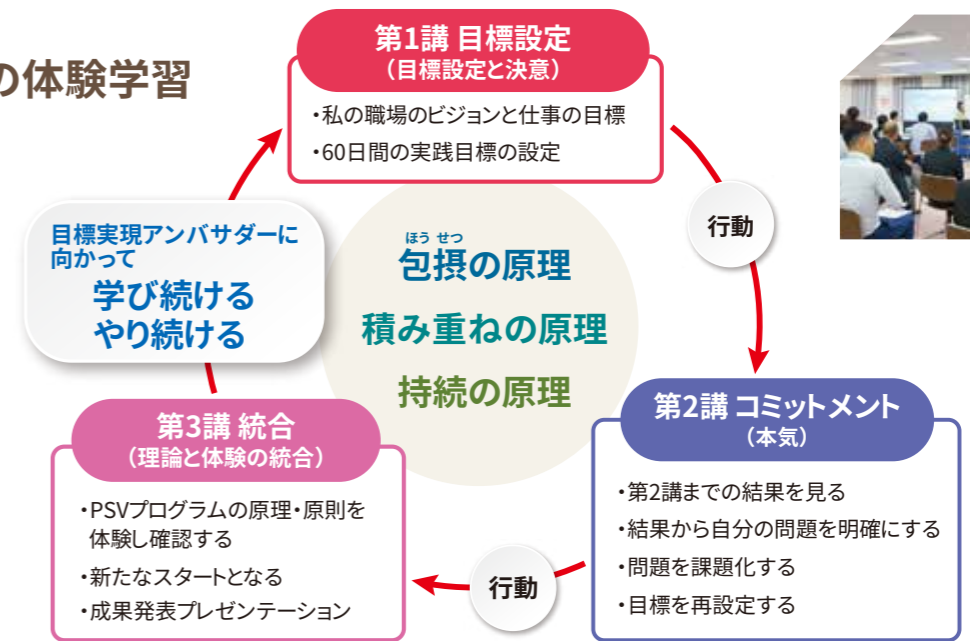 の体験学習
第1講 目標設定
（目標設定と決意）
・私の職場のビジョンと仕事の目標
・60日間の実践目標の設定
行動
目標実現アンバサダーに
向かって
学び続ける
やり続ける
ほう せつ
包摂の原理
積み重ねの原理
持続の原理
第2講 コミットメント
（本気）
・第2講までの結果を見る
・結果から自分の問題を明確にする
・問題を課題化する
・目標を再設定する
第3講 統合
（理論と体験の統合）
・PSVプログラムの原理・原則を
体験し確認する
・新たなスタートとなる
・成果発表プレゼンテーション
行動